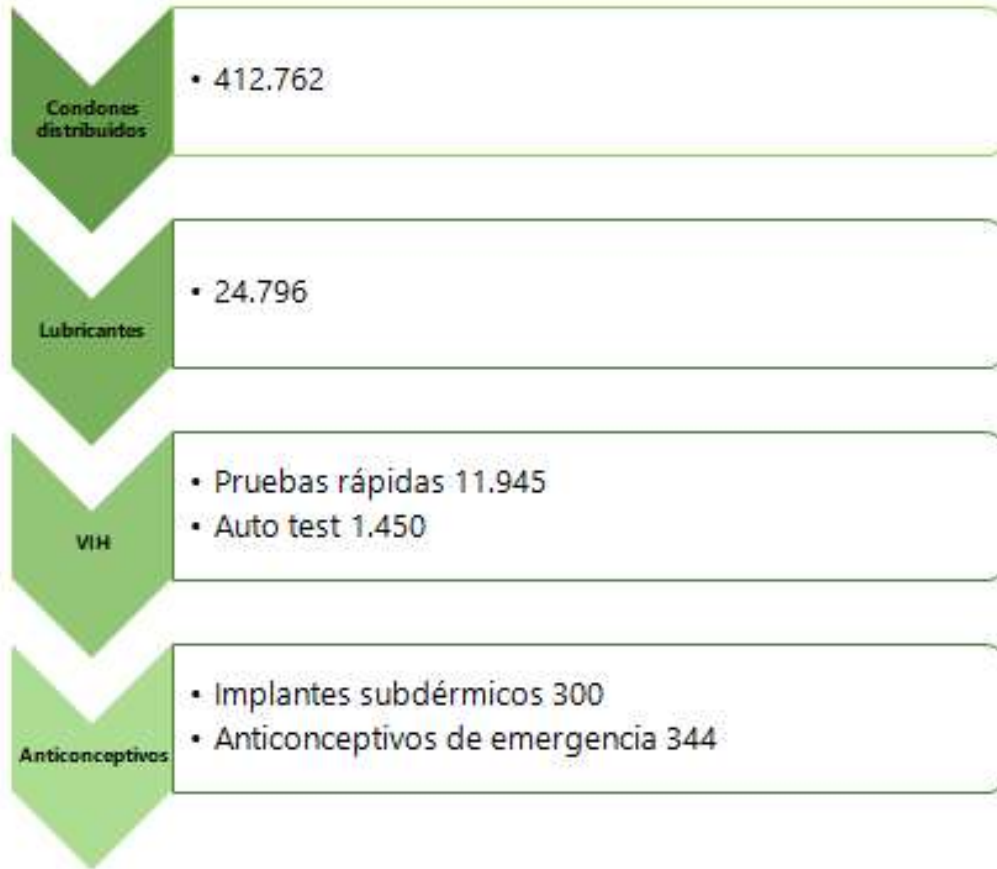 Condones
distribuidos
• 412.762
Lubricantes
• 24.796
VIH
• Pruebas rápidas 11.945
• Auto test 1.450
Anticonceptivos
• Implantes subdérmicos 300
• Anticonceptivos de emergencia 344